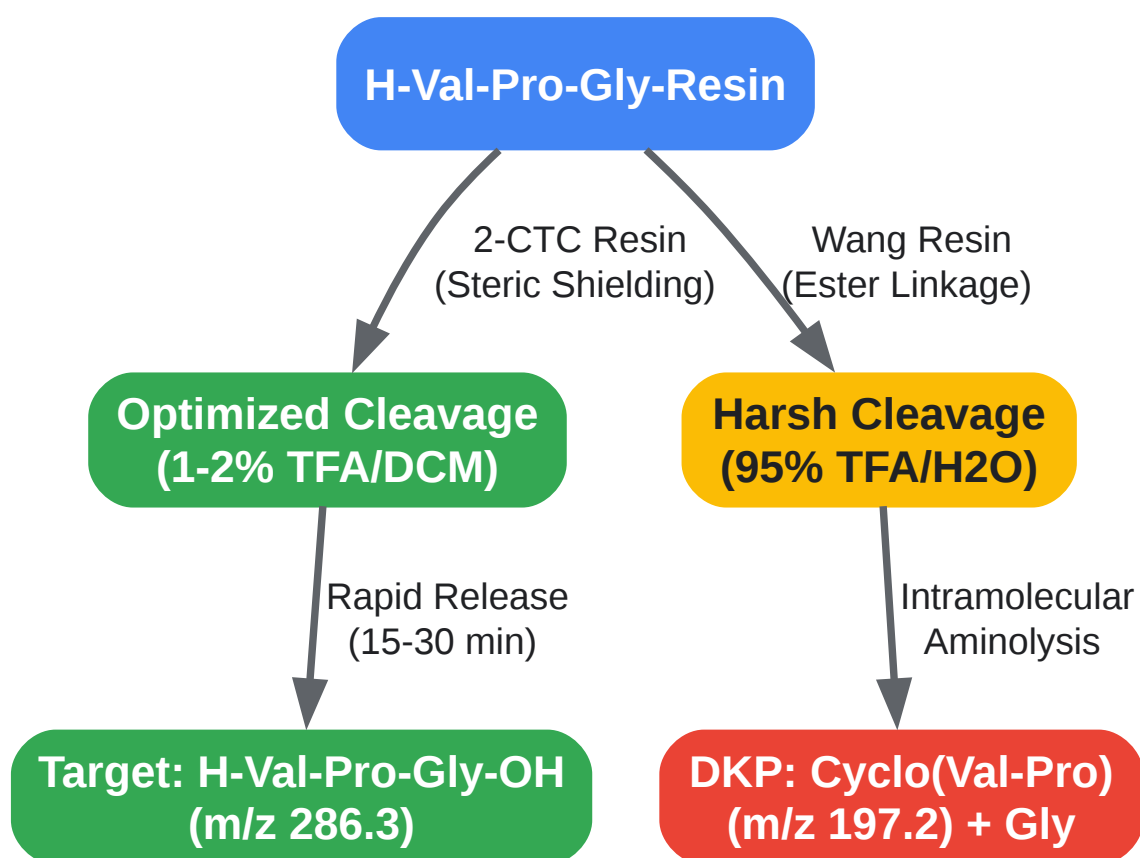 H-Val-Pro-Gly-Resin
2-CTC Resin
(Steric Shielding)
Wang Resin
(Ester Linkage)
Optimized Cleavage
(1-2% TFA/DCM)
Harsh Cleavage
(95% TFA/H2O)
Rapid Release
(15-30 min)
Intramolecular
Aminolysis
Target: H-Val-Pro-Gly-OH
(m/z 286.3)
DKP: Cyclo(Val-Pro)
(m/z 197.2) + Gly